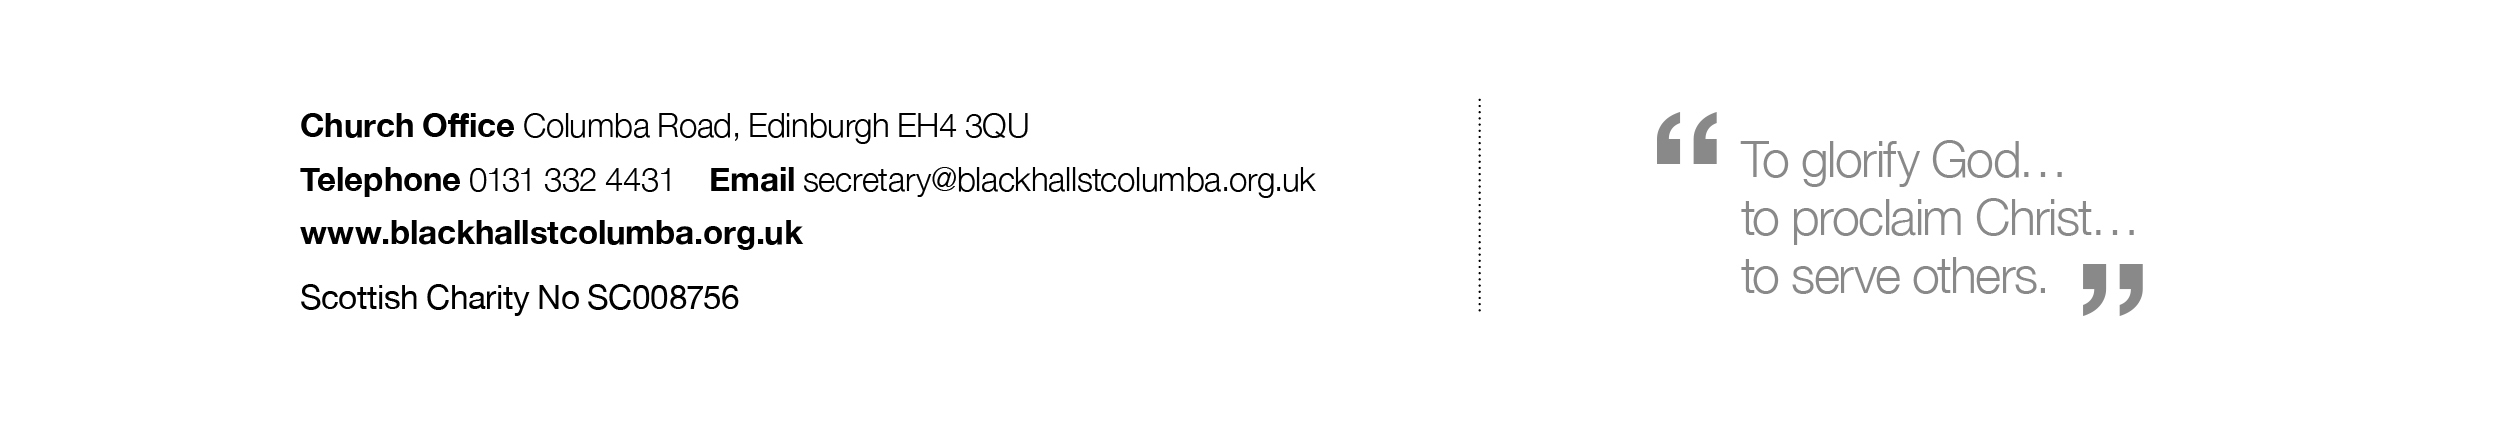 Church Office Columba Road, Edinburgh EH4 3QU
Telephone 0131 332 4431 Email secretary@blackhallstcolumba.org.uk
www.blackhallstcolumba.org.uk
Scottish Charity No SC008756
“To glorify God…
to proclaim Christ…
to serve others.”